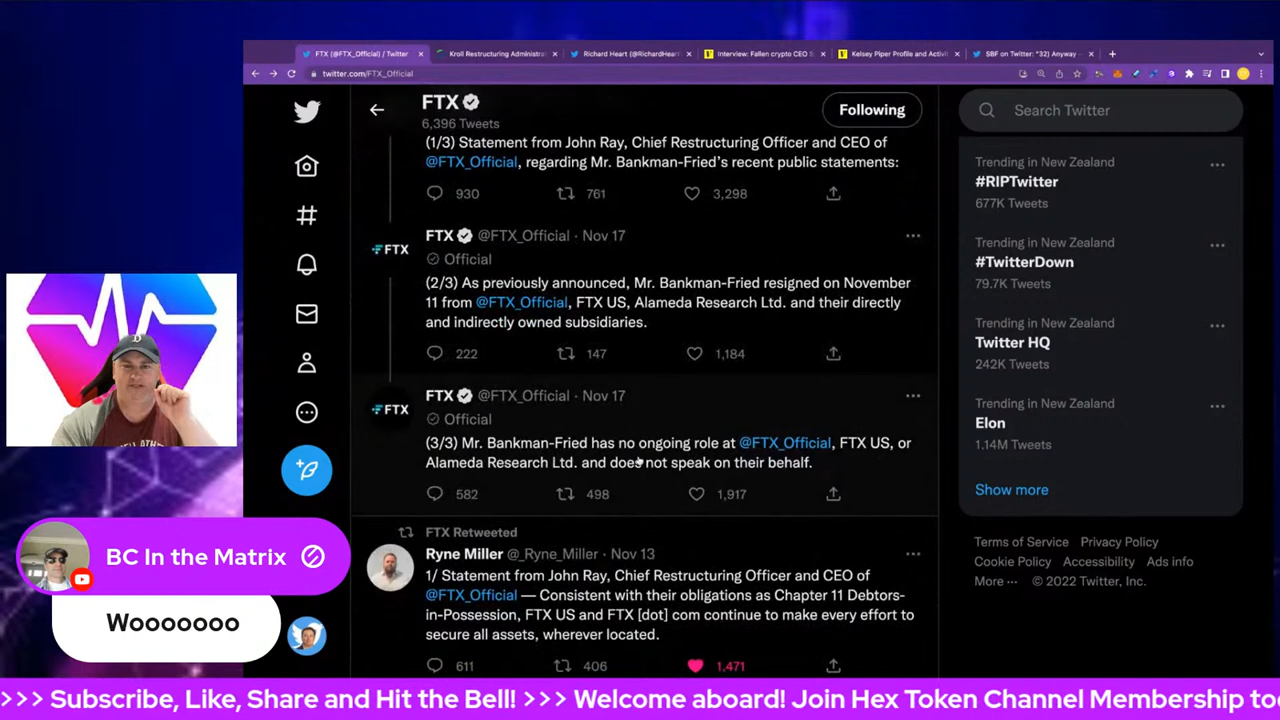 FTX (@FTX_Official) / Twitter
Kroll Restructuring Administra
Richard Heart (@RichardHear
Interview: Fallen crypto CEO S
Kelsey Piper Profile and Activi
SBF on Twitter: "32) Anyway
twitter.com/FTX_Official
FTX
6,396 Tweets
Following
(1/3) Statement from John Ray, Chief Restructuring Officer and CEO of
@FTX_Official, regarding Mr. Bankman-Fried's recent public statements:
930 761 3,298
FTX @FTX_Official · Nov 17
Official
FTX
(2/3) As previously announced, Mr. Bankman-Fried resigned on November
11 from @FTX_Official, FTX US, Alameda Research Ltd. and their directly
and indirectly owned subsidiaries.
222 147 1,184
FTX @FTX_Official · Nov 17
Official
FTX
(3/3) Mr. Bankman-Fried has no ongoing role at @FTX_Official, FTX US, or
Alameda Research Ltd. and does not speak on their behalf.
582 498 1,917
FTX Retweeted
Ryne Miller @_Ryne_Miller · Nov 13
1/ Statement from John Ray, Chief Restructuring Officer and CEO of
@FTX_Official — Consistent with their obligations as Chapter 11 Debtors-
in-Possession, FTX US and FTX [dot] com continue to make every effort to
secure all assets, wherever located.
611 406 1,471
Search Twitter
Trending in New Zealand
#RIPTwitter
677K Tweets
Trending in New Zealand
#TwitterDown
79.7K Tweets
Trending in New Zealand
Twitter HQ
242K Tweets
Trending in New Zealand
Elon
1.14M Tweets
Show more
Terms of Service Privacy Policy
Cookie Policy Accessibility Ads info
More ··· © 2022 Twitter, Inc.
BC In the Matrix
Wooooooo
>>> Subscribe, Like, Share and Hit the Bell! >>> Welcome aboard! Join Hex Token Channel Membership to